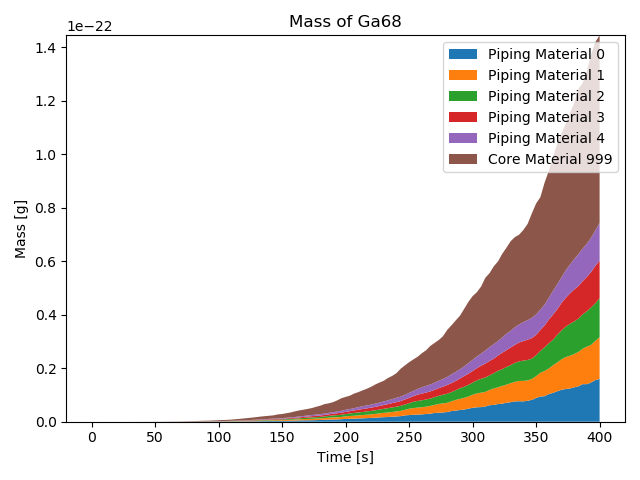 Mass of Ga68
1e−22
1.4
1.2
1.0
0.8
0.6
0.4
0.2
0.0
Mass [g]
Piping Material 0
Piping Material 1
Piping Material 2
Piping Material 3
Piping Material 4
Core Material 999
0 50 100 150 200 250 300 350 400
Time [s]